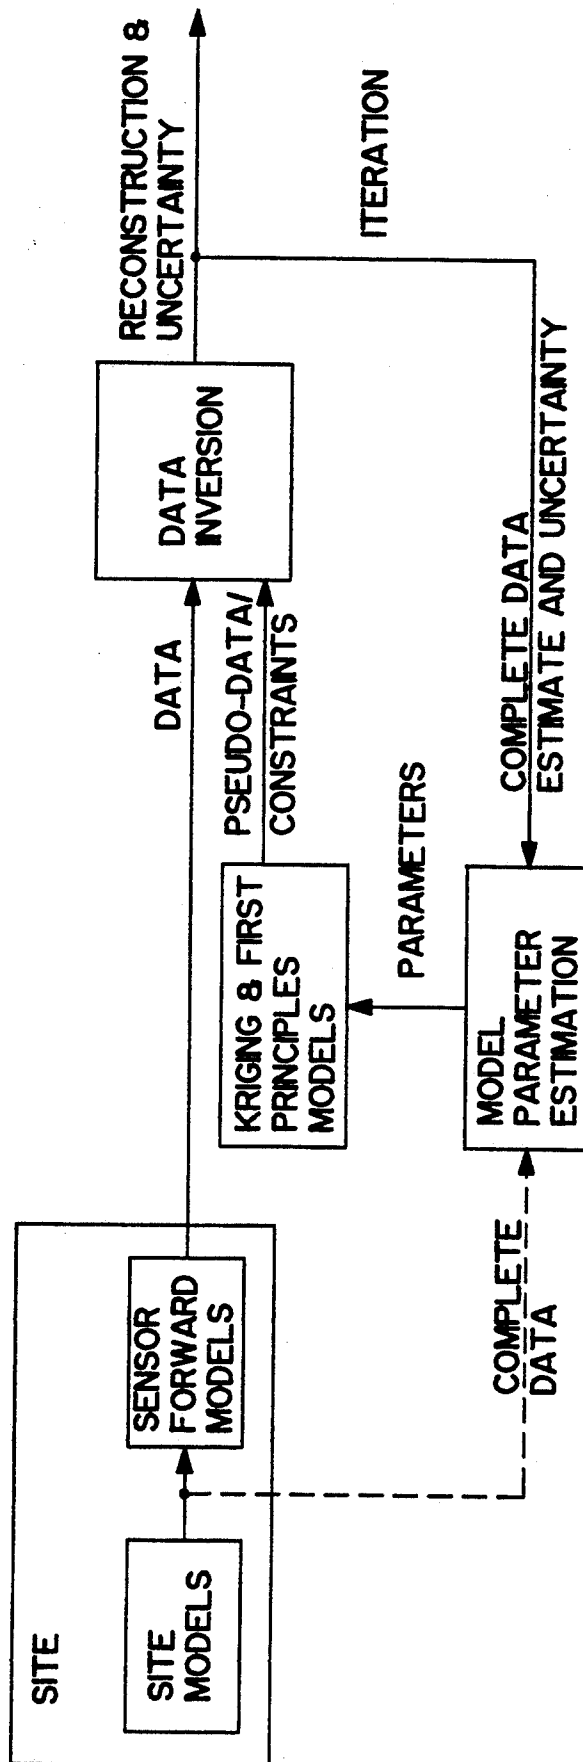 SITE
SITE
MODELS
SENSOR
FORWARD
MODELS
DATA
KRIGING & FIRST
PRINCIPLES
MODELS
PSEUDO-DATA/
CONSTRAINTS
DATA
INVERSION
RECONSTRUCTION &
UNCERTAINTY
ITERATION
COMPLETE DATA
ESTIMATE AND UNCERTAINTY
PARAMETERS
MODEL
PARAMETER
ESTIMATION
COMPLETE
DATA